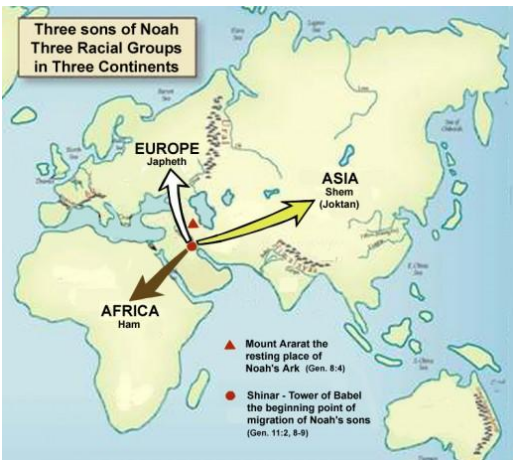 Three sons of Noah
Three Racial Groups
in Three Continents
EUROPE
Japheth
ASIA
Shem
(Joktan)
AFRICA
Ham
Mount Ararat the
resting place of
Noah's Ark (Gen. 8:4)
Shinar - Tower of Babel
the beginning point of
migration of Noah's sons
(Gen. 11:2, 8-9)